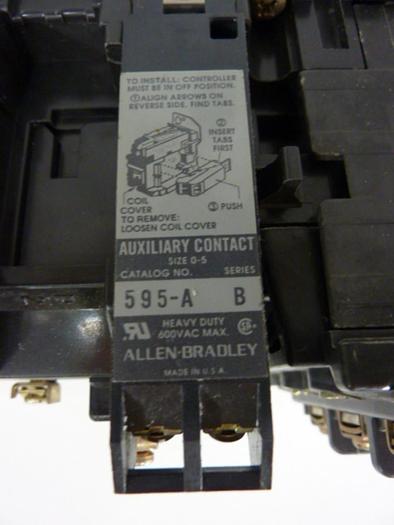 TO INSTALL: CONTROLLER
MUST BE IN OFF POSITION.
① ALIGN ARROWS ON
REVERSE SIDE. FIND TABS.
②
INSERT
TABS
FIRST
COIL
COVER
③ PUSH
TO REMOVE:
LOOSEN COIL COVER
AUXILIARY CONTACT
SIZE 0-5
CATALOG NO. SERIES
595-A B
HEAVY DUTY
600VAC MAX.
ALLEN-BRADLEY
MADE IN U.S.A.